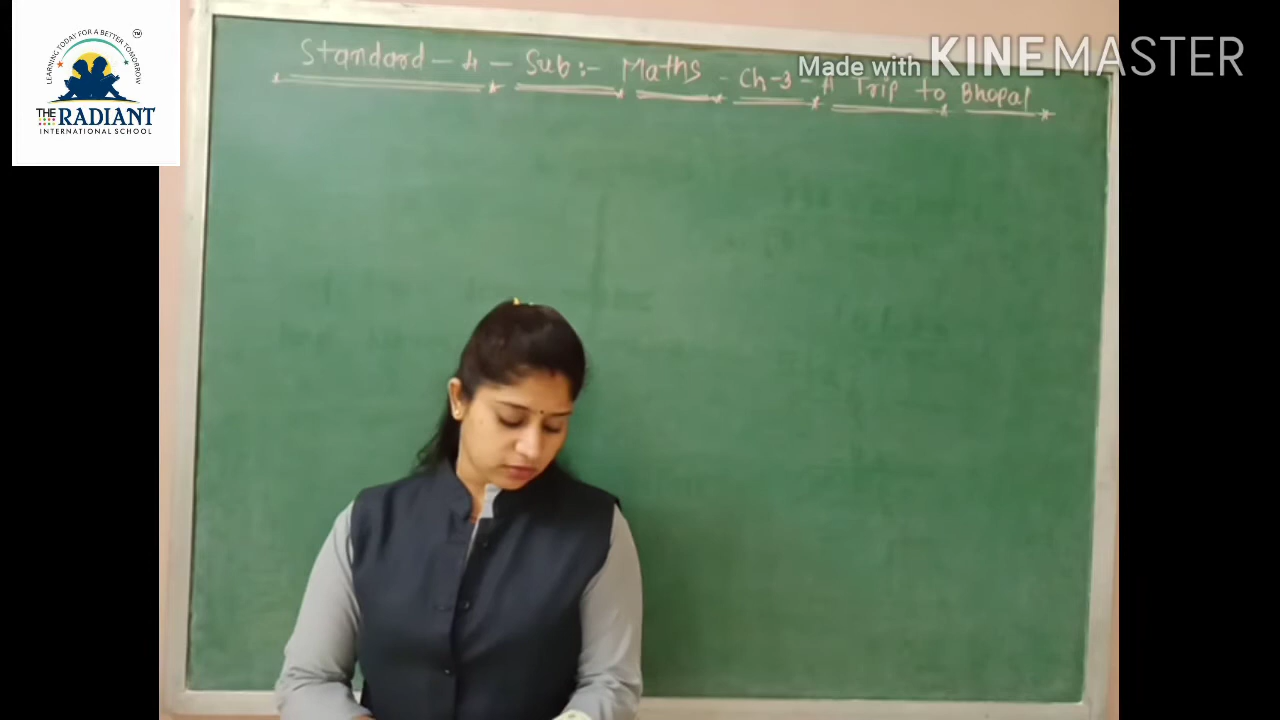 LEARNING TODAY FOR A BETTER TOMORROW
TM
THE RADIANT
INTERNATIONAL SCHOOL
Made with KINEMASTER
Standard - 4 - Sub :- Maths - Ch-3 - A Trip to Bhopal